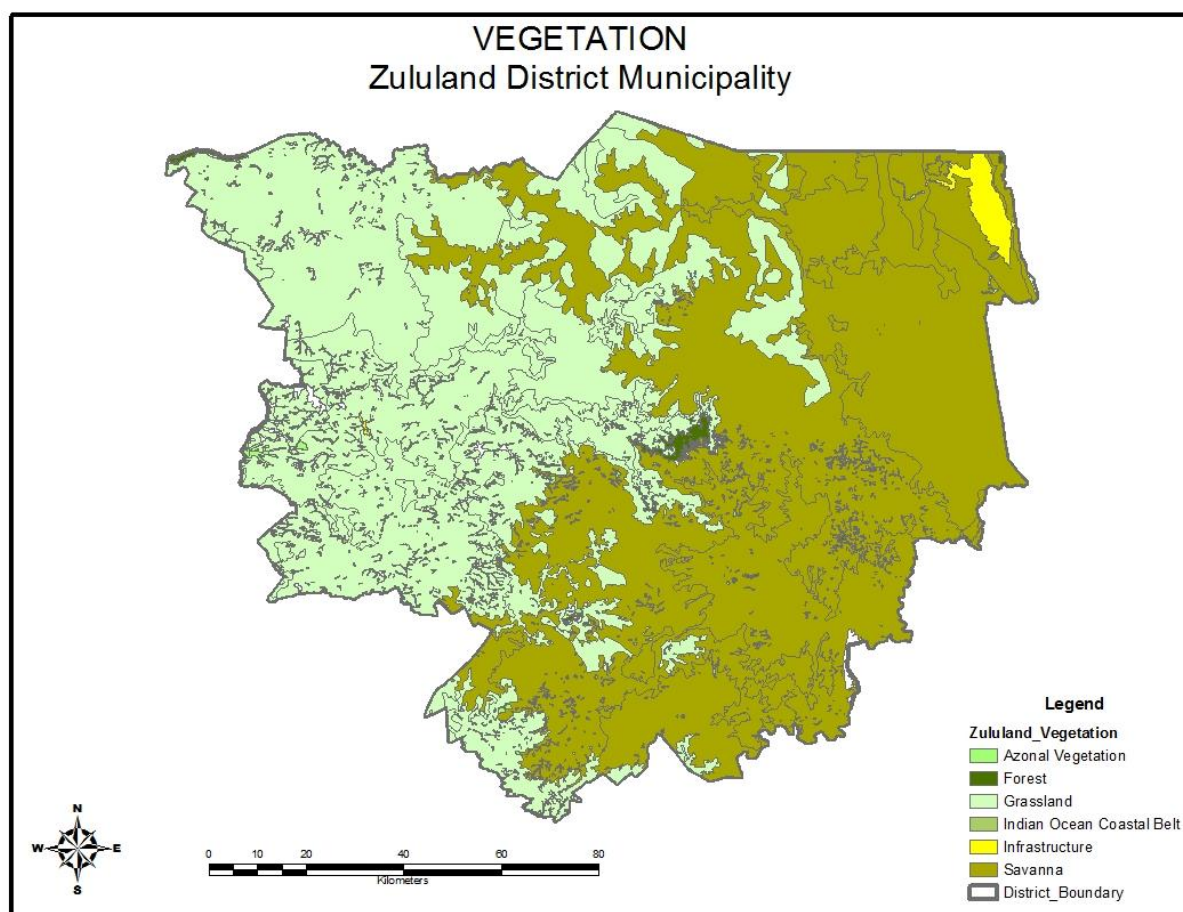 VEGETATION
Zululand District Municipality
Legend
Zululand_Vegetation
Azonal Vegetation
Forest
Grassland
Indian Ocean Coastal Belt
Infrastructure
Savanna
District_Boundary
N
W E
S
0 10 20 40 60 80
Kilometers